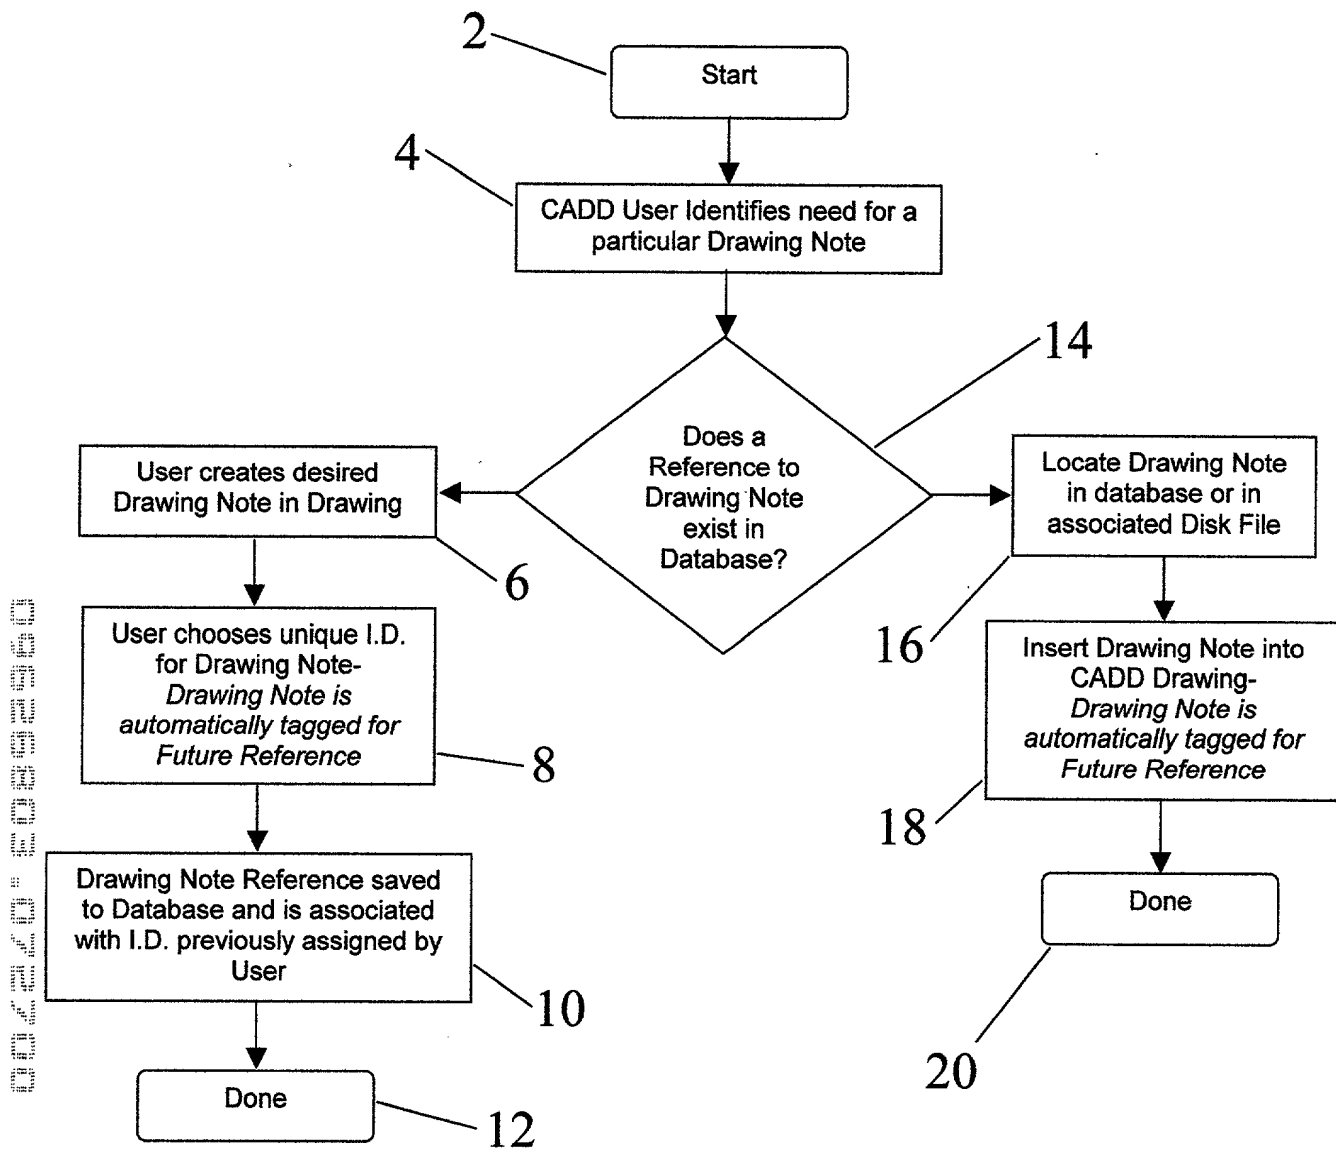 2
Start
4
CADD User Identifies need for a
particular Drawing Note
14
Does a
Reference to
Drawing Note
exist in
Database?
User creates desired
Drawing Note in Drawing
6
User chooses unique I.D.
for Drawing Note-
Drawing Note is
automatically tagged for
Future Reference
8
Drawing Note Reference saved
to Database and is associated
with I.D. previously assigned by
User
10
Done
12
Locate Drawing Note
in database or in
associated Disk File
16
Insert Drawing Note into
CADD Drawing-
Drawing Note is
automatically tagged for
Future Reference
18
Done
20